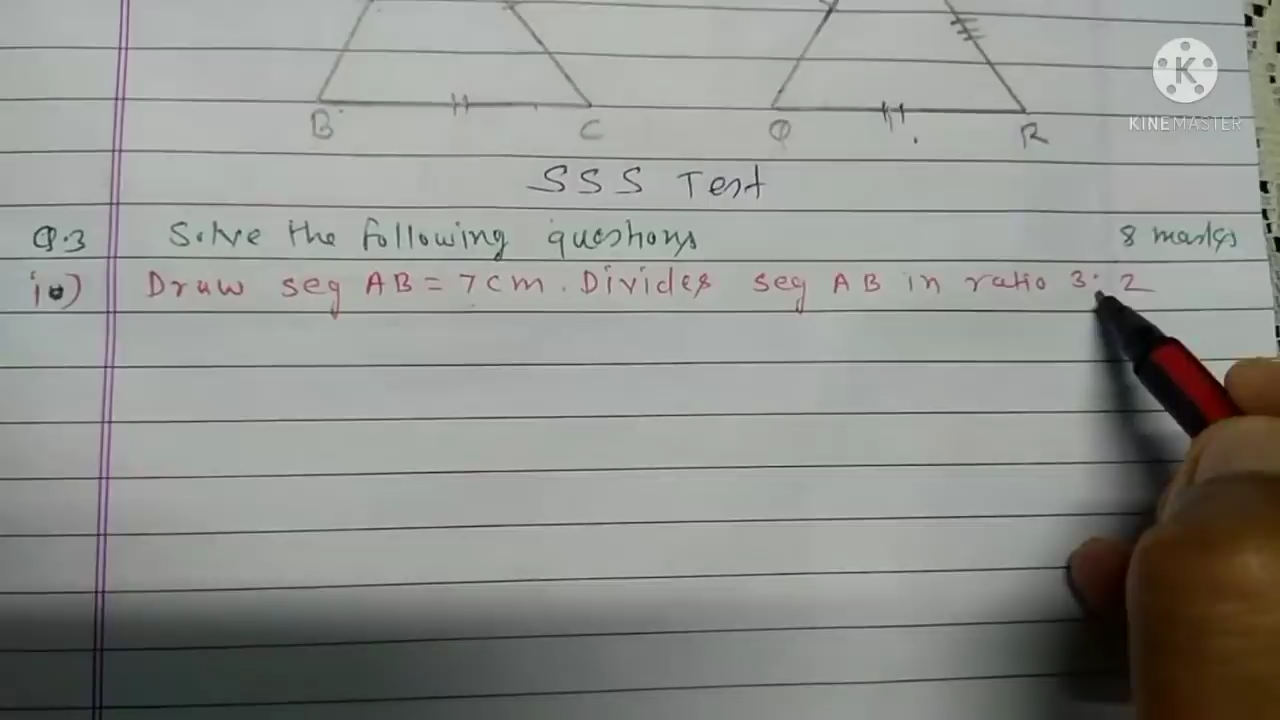 B C Q R
K
KINEMASTER
SSS Test
Q.3 Solve the following questions 8 marks
i) Draw seg AB = 7cm. Divides seg AB in ratio 3:2